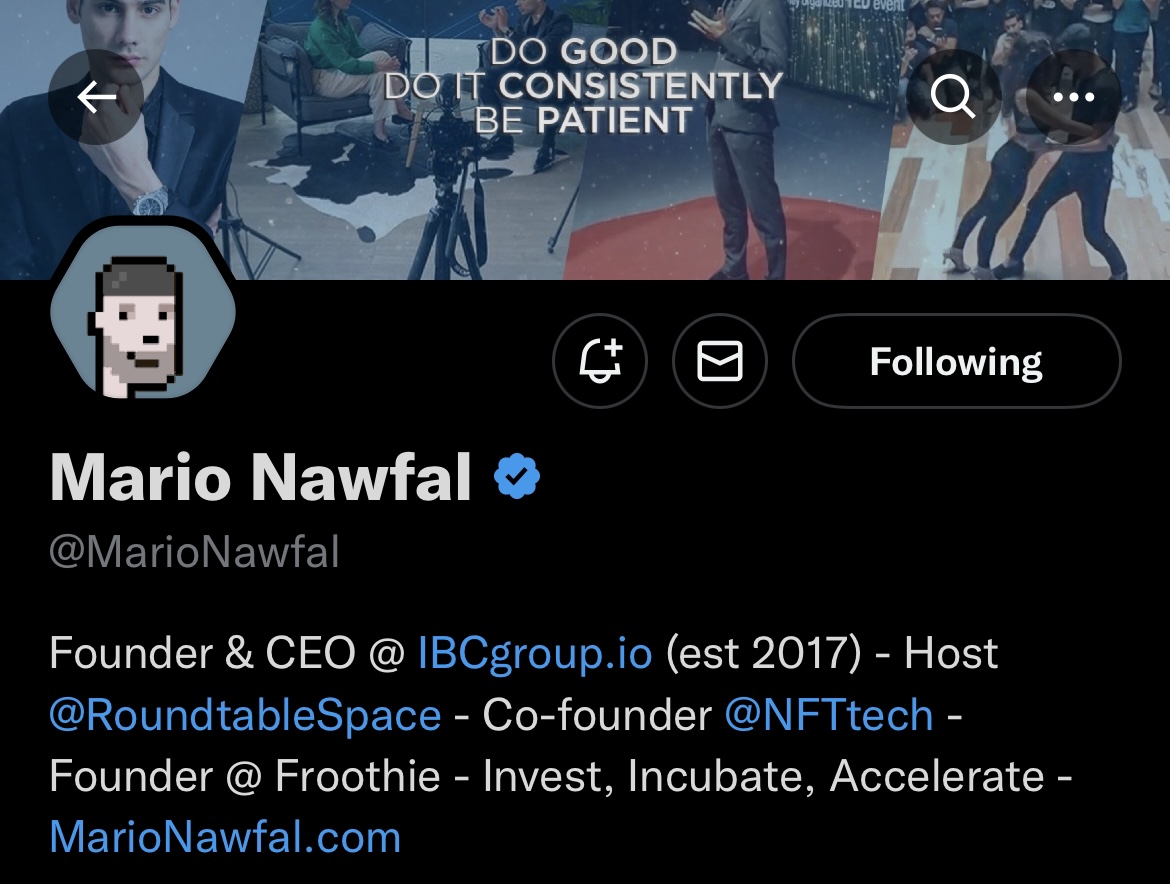 organized TED event
DO GOOD
DO IT CONSISTENTLY
BE PATIENT
Following
Mario Nawfal
@MarioNawfal
Founder & CEO @ IBCgroup.io (est 2017) - Host
@RoundtableSpace - Co-founder @NFTtech -
Founder @ Froothie - Invest, Incubate, Accelerate -
MarioNawfal.com